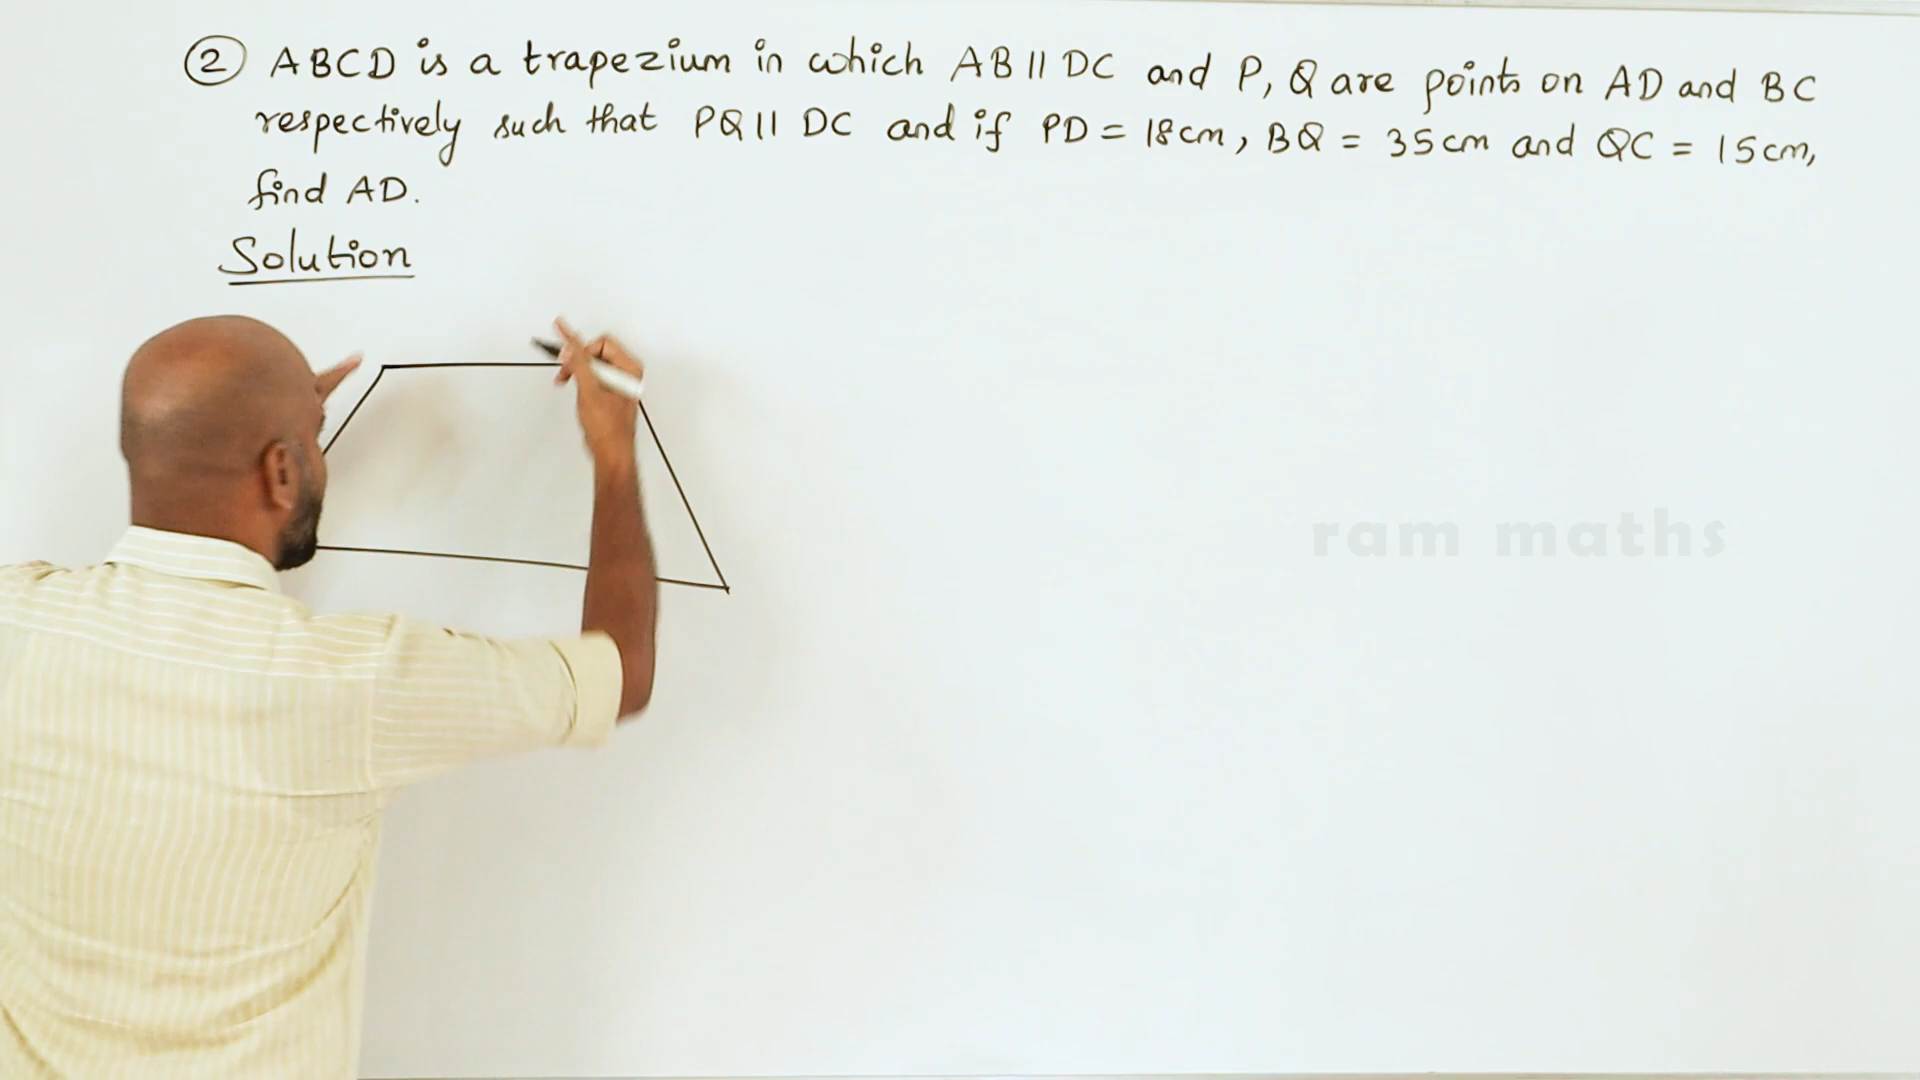 ② ABCD is a trapezium in which AB || DC and P, Q are points on AD and BC
respectively such that PQ || DC and if PD = 18cm, BQ = 35cm and QC = 15cm,
find AD.
Solution
ram maths